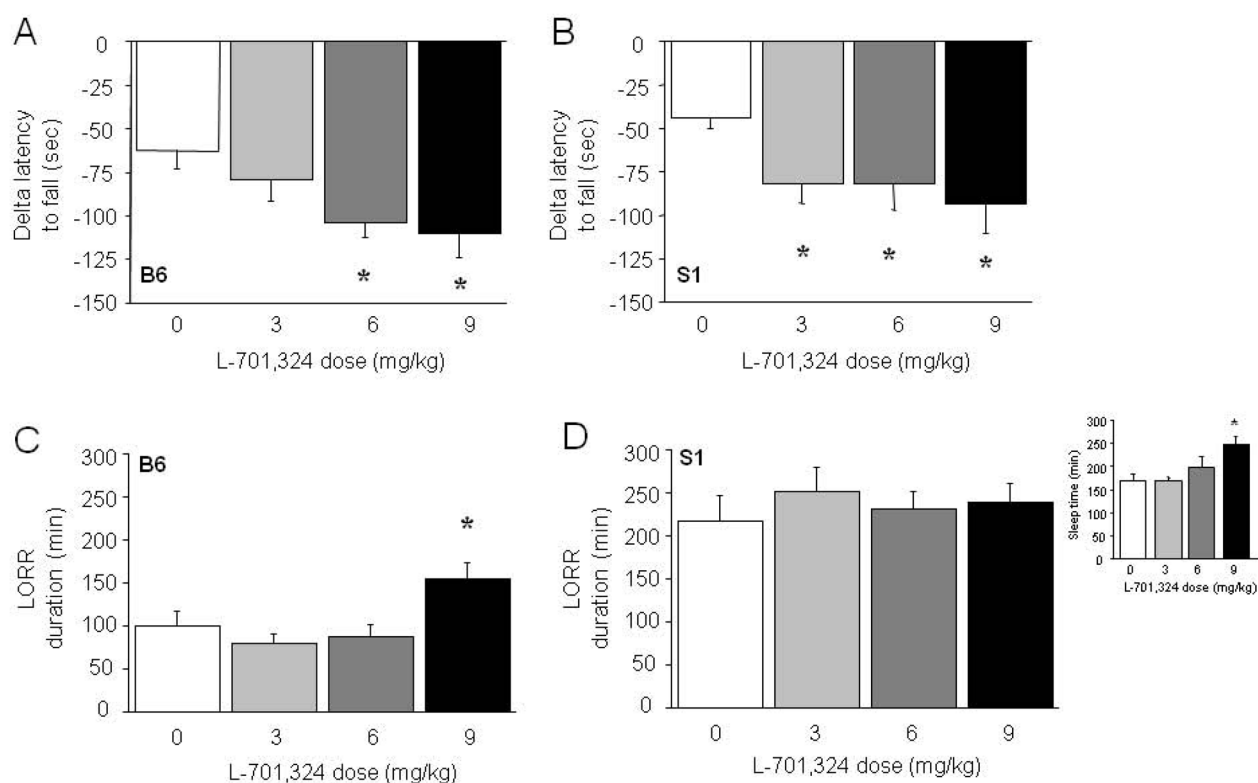 A
Delta latency
to fall (sec)
0
-25
-50
-75
-100
-125
-150
B6
*
*
0 3 6 9
L-701,324 dose (mg/kg)
B
Delta latency
to fall (sec)
0
-25
-50
-75
-100
-125
-150
S1
*
*
*
0 3 6 9
L-701,324 dose (mg/kg)
C
LORR
duration (min)
300
250
200
150
100
50
0
B6
*
0 3 6 9
L-701,324 dose (mg/kg)
D
LORR
duration (min)
300
250
200
150
100
50
0
S1
0 3 6 9
L-701,324 dose (mg/kg)
Sleep time (min)
300
250
200
150
100
50
0
*
0 3 6 9
L-701,324 dose (mg/kg)